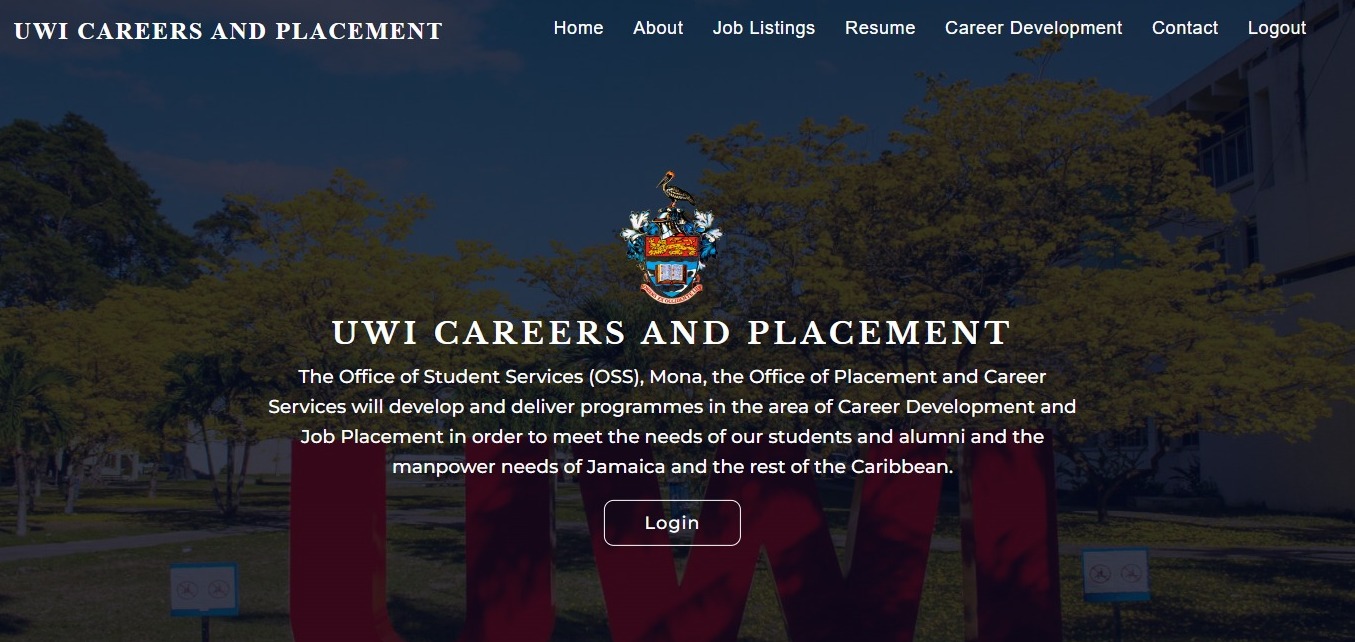 UWI CAREERS AND PLACEMENT
Home About Job Listings Resume Career Development Contact Logout
UWI CAREERS AND PLACEMENT
The Office of Student Services (OSS), Mona, the Office of Placement and Career
Services will develop and deliver programmes in the area of Career Development and
Job Placement in order to meet the needs of our students and alumni and the
manpower needs of Jamaica and the rest of the Caribbean.
Login
UWI